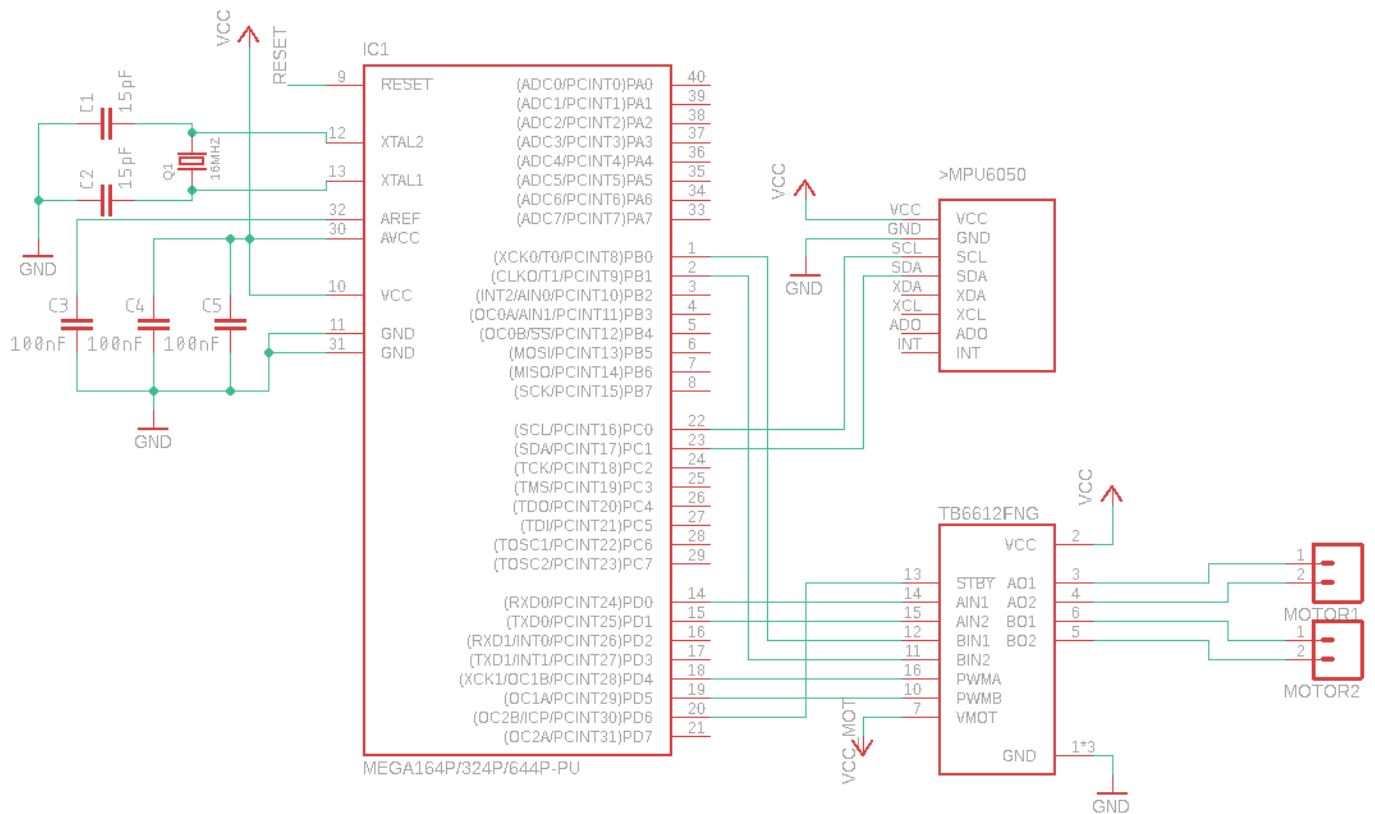 VCC
RESET
IC1
9
RESET
12
XTAL2
13
XTAL1
32
AREF
30
AVCC
10
VCC
11
GND
31
GND
C1
15pF
C2
15pF
Q1
16MHZ
GND
C3
100nF
C4
100nF
C5
100nF
GND
(ADC0/PCINT0)PA0 40
(ADC1/PCINT1)PA1 39
(ADC2/PCINT2)PA2 38
(ADC3/PCINT3)PA3 37
(ADC4/PCINT4)PA4 36
(ADC5/PCINT5)PA5 35
(ADC6/PCINT6)PA6 34
(ADC7/PCINT7)PA7 33
(XCK0/T0/PCINT8)PB0 1
(CLKO/T1/PCINT9)PB1 2
(INT2/AIN0/PCINT10)PB2 3
(OC0A/AIN1/PCINT11)PB3 4
(OC0B/SS/PCINT12)PB4 5
(MOSI/PCINT13)PB5 6
(MISO/PCINT14)PB6 7
(SCK/PCINT15)PB7 8
(SCL/PCINT16)PC0 22
(SDA/PCINT17)PC1 23
(TCK/PCINT18)PC2 24
(TMS/PCINT19)PC3 25
(TDO/PCINT20)PC4 26
(TDI/PCINT21)PC5 27
(TOSC1/PCINT22)PC6 28
(TOSC2/PCINT23)PC7 29
(RXD0/PCINT24)PD0 14
(TXD0/PCINT25)PD1 15
(RXD1/INT0/PCINT26)PD2 16
(TXD1/INT1/PCINT27)PD3 17
(XCK1/OC1B/PCINT28)PD4 18
(OC1A/PCINT29)PD5 19
(OC2B/ICP/PCINT30)PD6 20
(OC2A/PCINT31)PD7 21
MEGA164P/324P/644P-PU
>MPU6050
VCC
GND
VCC VCC
GND GND
SCL SCL
SDA SDA
XDA XDA
XCL XCL
ADO ADO
INT INT
TB6612FNG
VCC
VCC 2
13 STBY AO1 3
14 AIN1 AO2 4
15 AIN2 BO1 6
12 BIN1 BO2 5
11 BIN2
16 PWMA
10 PWMB
7 VMOT
GND 1*3
VCC_MOT
GND
1
2
MOTOR1
1
2
MOTOR2